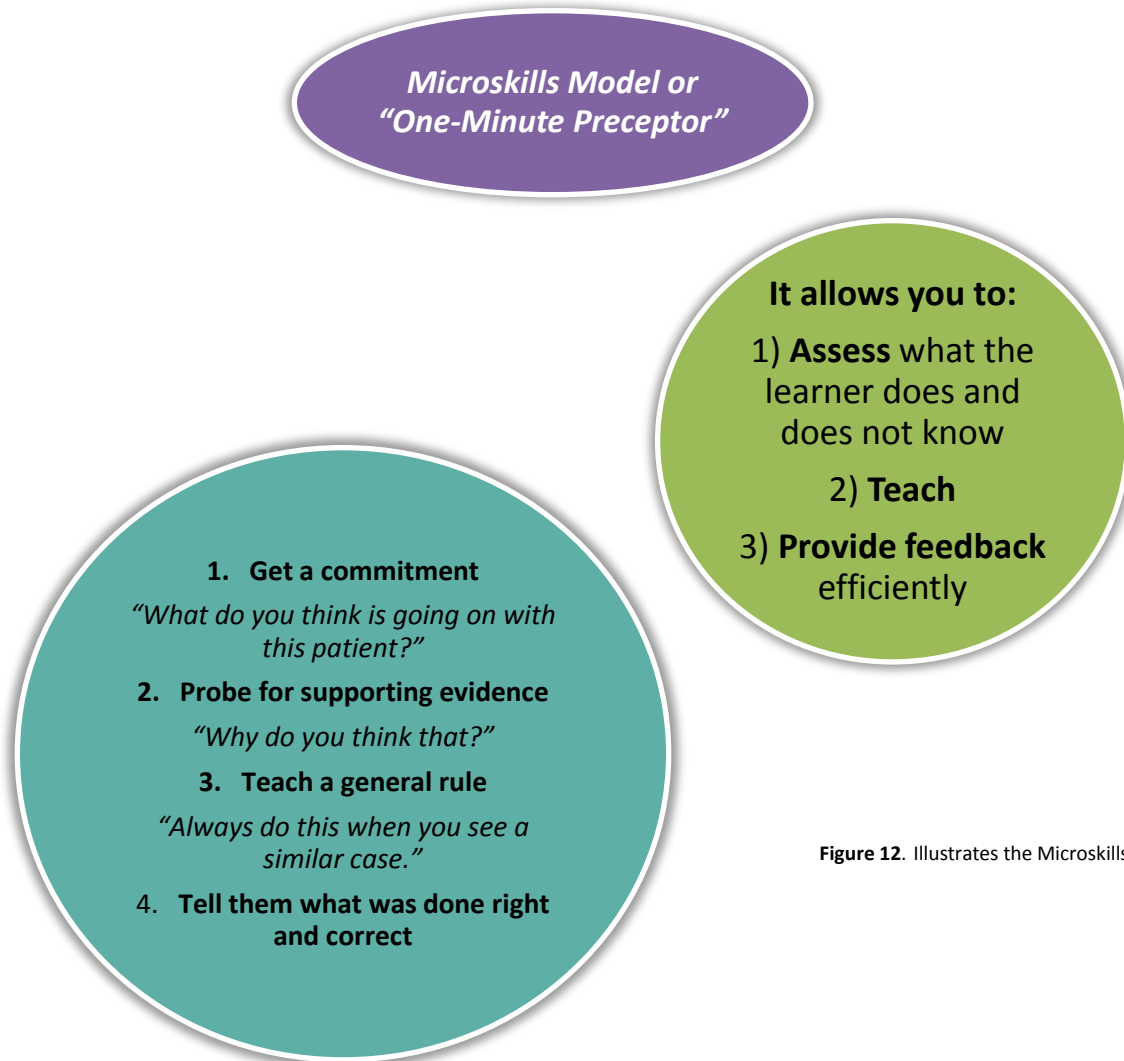 Microskills Model or
“One-Minute Preceptor”
It allows you to:
1) Assess what the
learner does and
does not know
2) Teach
3) Provide feedback
efficiently
1. Get a commitment
“What do you think is going on with
this patient?”
2. Probe for supporting evidence
“Why do you think that?”
3. Teach a general rule
“Always do this when you see a
similar case.”
4. Tell them what was done right
and correct
Figure 12. Illustrates the Microskills